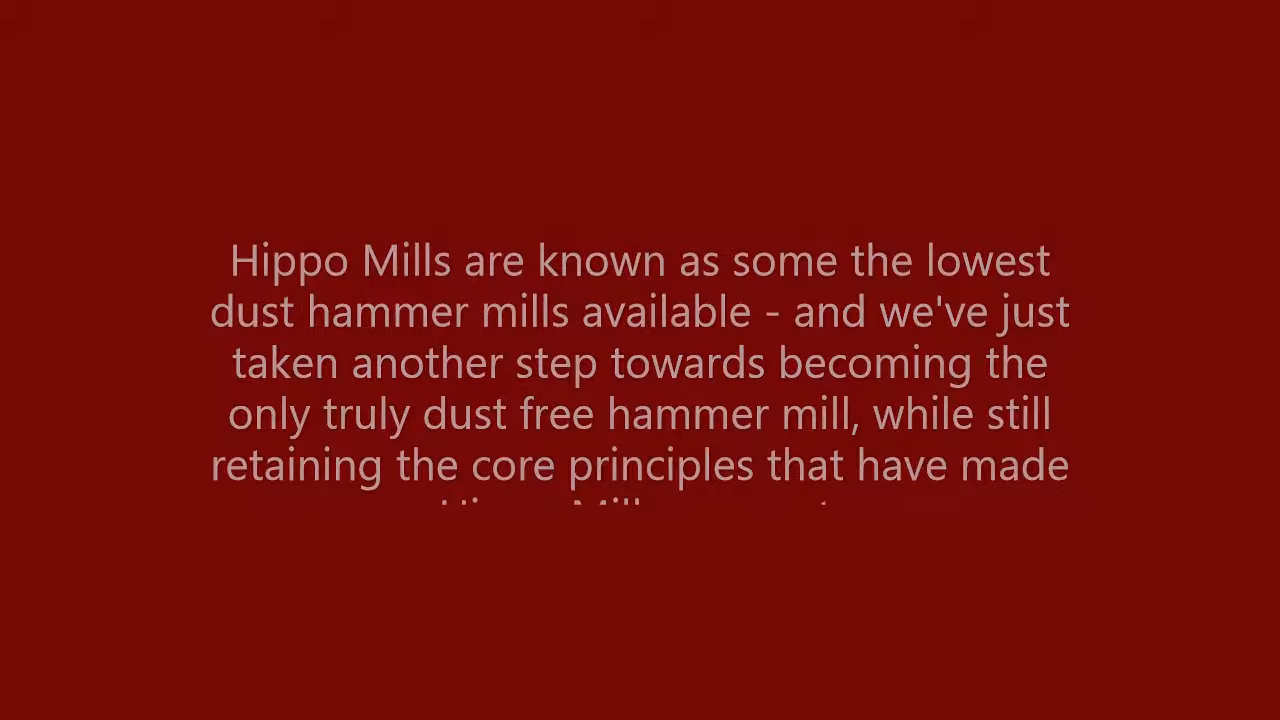 Hippo Mills are known as some the lowest
dust hammer mills available - and we've just
taken another step towards becoming the
only truly dust free hammer mill, while still
retaining the core principles that have made